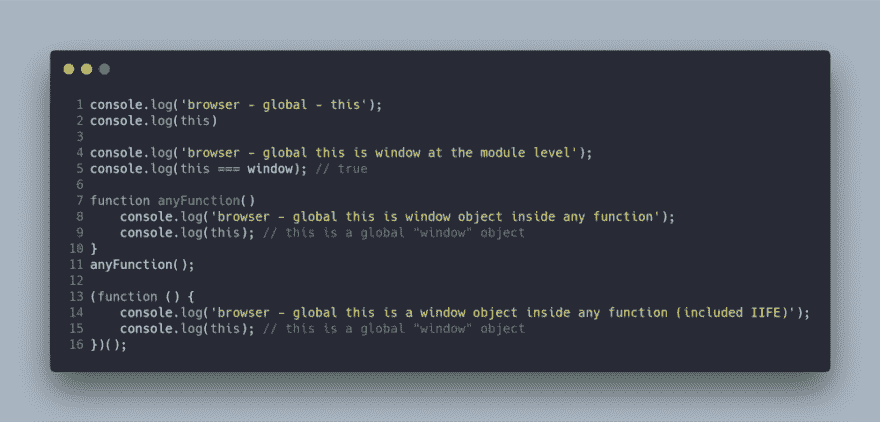 1 console.log('browser - global - this');
2 console.log(this)
3
4 console.log('browser - global this is window at the module level');
5 console.log(this === window); // true
6
7 function anyFunction()
8     console.log('browser - global this is window object inside any function');
9     console.log(this); // this is a global "window" object
10 }
11 anyFunction();
12
13 (function () {
14     console.log('browser - global this is a window object inside any function (included IIFE)');
15     console.log(this); // this is a global "window" object
16 })();